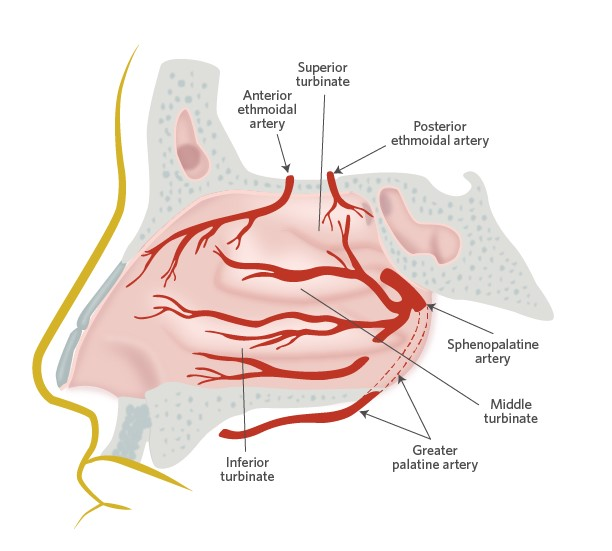 Superior
turbinate
Anterior
ethmoidal
artery
Posterior
ethmoidal artery
Sphenopalatine
artery
Middle
turbinate
Greater
palatine artery
Inferior
turbinate